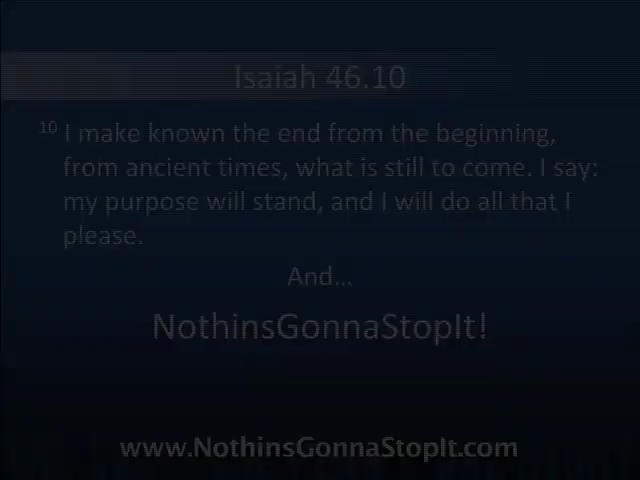 Isaiah 46.10
10 I make known the end from the beginning,
from ancient times, what is still to come. I say:
my purpose will stand, and I will do all that I
please.
And...
NothinsGonnaStopIt!
www.NothinsGonnaStopIt.com